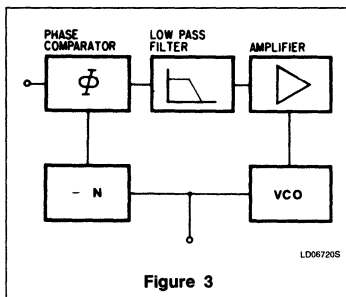 PHASE
COMPARATOR
LOW PASS
FILTER
AMPLIFIER
Φ
- N
VCO
LD06720S
Figure 3